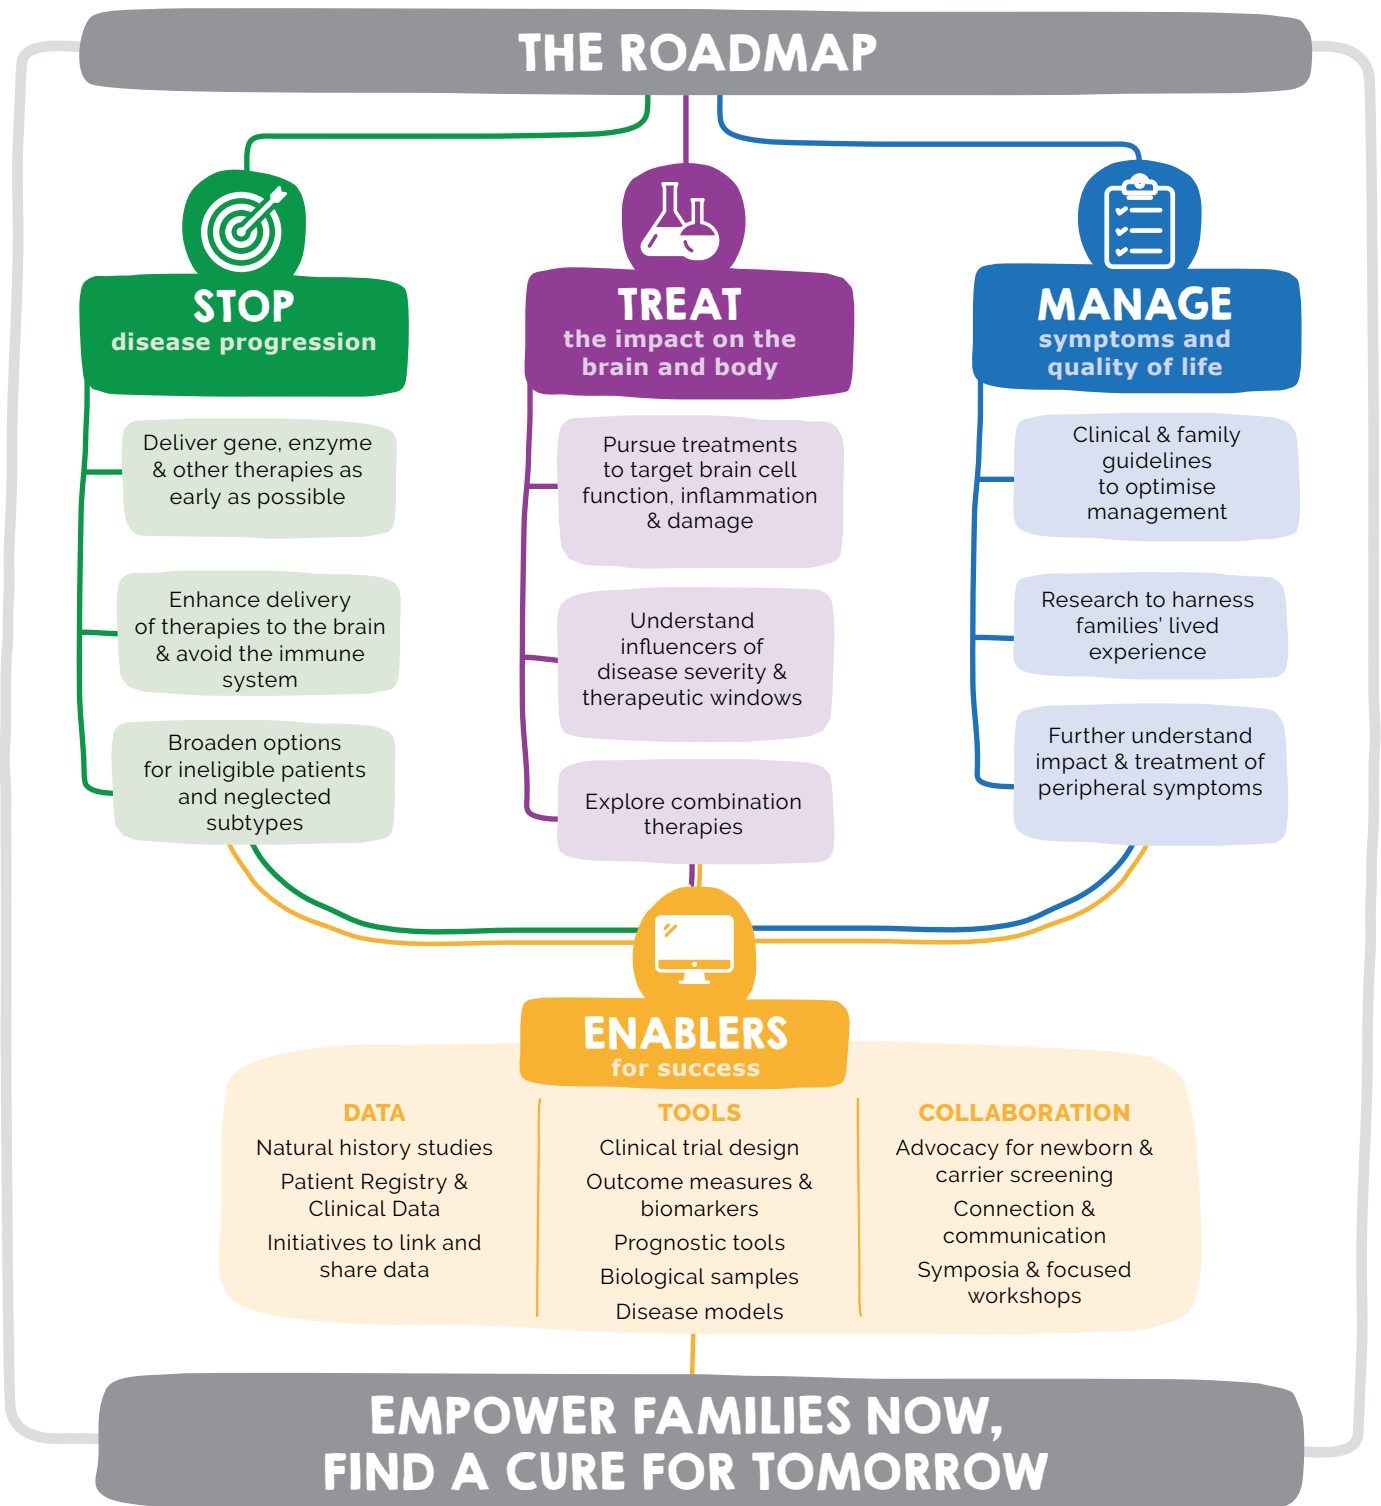 THE ROADMAP
STOP
disease progression
Deliver gene, enzyme
& other therapies as
early as possible
Enhance delivery
of therapies to the brain
& avoid the immune
system
Broaden options
for ineligible patients
and neglected
subtypes
TREAT
the impact on the
brain and body
Pursue treatments
to target brain cell
function, inflammation
& damage
Understand
influencers of
disease severity &
therapeutic windows
Explore combination
therapies
MANAGE
symptoms and
quality of life
Clinical & family
guidelines
to optimise
management
Research to harness
families' lived
experience
Further understand
impact & treatment of
peripheral symptoms
ENABLERS
for success
DATA
Natural history studies
Patient Registry &
Clinical Data
Initiatives to link and
share data
TOOLS
Clinical trial design
Outcome measures &
biomarkers
Prognostic tools
Biological samples
Disease models
COLLABORATION
Advocacy for newborn &
carrier screening
Connection &
communication
Symposia & focused
workshops
EMPOWER FAMILIES NOW,
FIND A CURE FOR TOMORROW